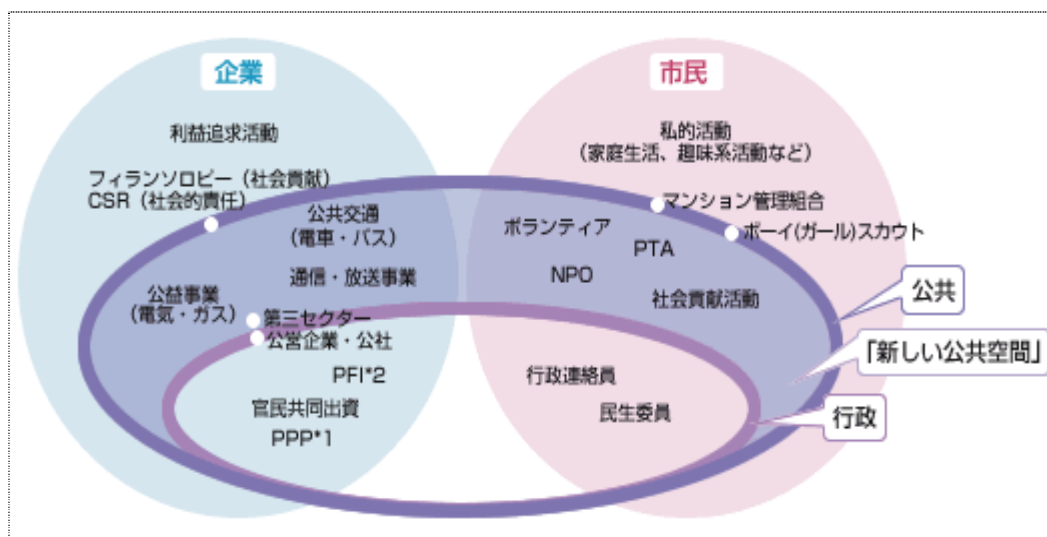 企業
利益追求活動
フィランソロピー（社会貢献）
CSR（社会的責任）
公共交通
（電車・バス）
通信・放送事業
公益事業
（電気・ガス）
第三セクター
公営企業・公社
PFI*2
官民共同出資
PPP*1
市民
私的活動
（家庭生活、趣味系活動など）
マンション管理組合
ボーイ(ガール)スカウト
ボランティア
PTA
NPO
社会貢献活動
行政連絡員
民生委員
公共
「新しい公共空間」
行政